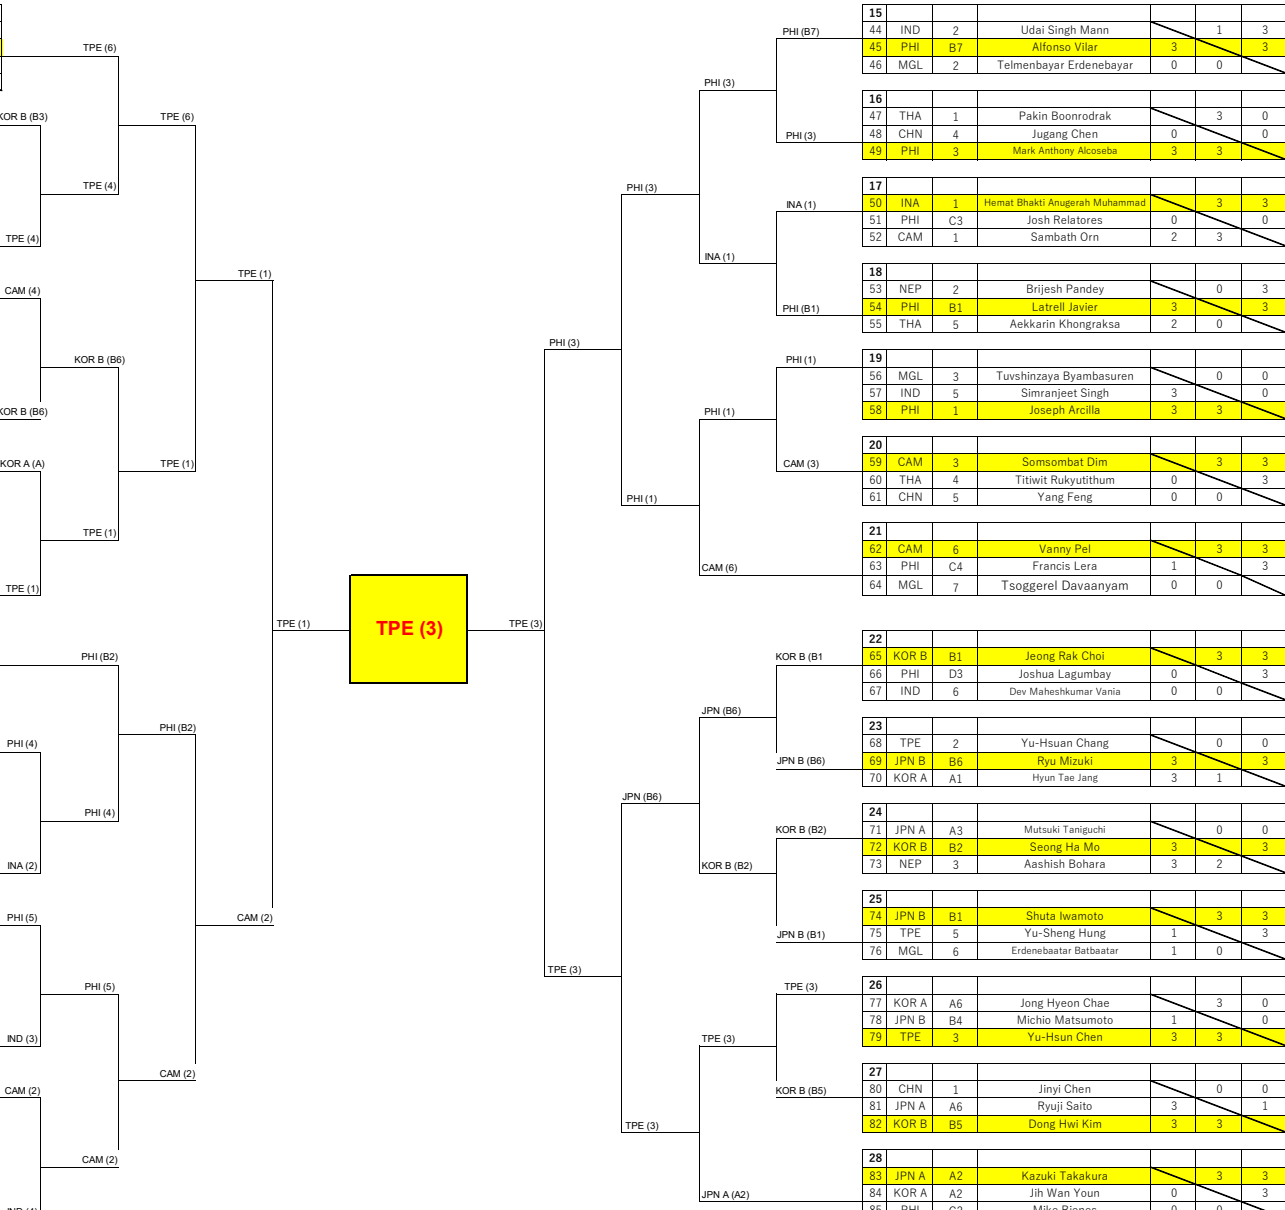 TPE (6)
KOR B (B3)
TPE (6)
TPE (4)
TPE (4)
TPE (1)
CAM (4)
KOR B (B6)
KOR B (B6)
KOR A (A)
TPE (1)
TPE (1)
TPE (1)
TPE (1)
TPE (3)
TPE (3)
PHI (B2)
PHI (B2)
PHI (4)
PHI (4)
INA (2)
PHI (5)
CAM (2)
PHI (5)
IND (3)
CAM (2)
CAM (2)
CAM (2)
PHI (B7)
PHI (3)
PHI (3)
PHI (3)
INA (1)
INA (1)
PHI (B1)
PHI (3)
PHI (1)
PHI (1)
CAM (3)
PHI (1)
CAM (6)
KOR B (B1
JPN (B6)
JPN B (B6)
JPN (B6)
KOR B (B2)
KOR B (B2)
JPN B (B1)
TPE (3)
TPE (3)
TPE (3)
KOR B (B5)
TPE (3)
JPN A (A2)
15
44 IND 2 Udai Singh Mann 1 3
45 PHI B7 Alfonso Vilar 3 3
46 MGL 2 Telmenbayar Erdenebayar 0 0
16
47 THA 1 Pakin Boonrodrak 3 0
48 CHN 4 Jugang Chen 0 0
49 PHI 3 Mark Anthony Alcoseba 3 3
17
50 INA 1 Hemat Bhakti Anugerah Muhammad 3 3
51 PHI C3 Josh Relatores 0 0
52 CAM 1 Sambath Orn 2 3
18
53 NEP 2 Brijesh Pandey 0 3
54 PHI B1 Latrell Javier 3 3
55 THA 5 Aekkarin Khongraksa 2 0
19
56 MGL 3 Tuvshinzaya Byambasuren 0 0
57 IND 5 Simranjeet Singh 3 0
58 PHI 1 Joseph Arcilla 3 3
20
59 CAM 3 Somsombat Dim 3 3
60 THA 4 Titiwit Rukyutithum 0 3
61 CHN 5 Yang Feng 0 0
21
62 CAM 6 Vanny Pel 3 3
63 PHI C4 Francis Lera 1 3
64 MGL 7 Tsoggerel Davaanyam 0 0
22
65 KOR B B1 Jeong Rak Choi 3 3
66 PHI D3 Joshua Lagumbay 0 3
67 IND 6 Dev Maheshkumar Vania 0 0
23
68 TPE 2 Yu-Hsuan Chang 0 0
69 JPN B B6 Ryu Mizuki 3 3
70 KOR A A1 Hyun Tae Jang 3 1
24
71 JPN A A3 Mutsuki Taniguchi 0 0
72 KOR B B2 Seong Ha Mo 3 3
73 NEP 3 Aashish Bohara 3 2
25
74 JPN B B1 Shuta Iwamoto 3 3
75 TPE 5 Yu-Sheng Hung 1 3
76 MGL 6 Erdenebaatar Batbaatar 1 0
26
77 KOR A A6 Jong Hyeon Chae 3 0
78 JPN B B4 Michio Matsumoto 1 0
79 TPE 3 Yu-Hsun Chen 3 3
27
80 CHN 1 Jinyi Chen 0 0
81 JPN A A6 Ryuji Saito 3 1
82 KOR B B5 Dong Hwi Kim 3 3
28
83 JPN A A2 Kazuki Takakura 3 3
84 KOR A A2 Jih Wan Youn 0 3